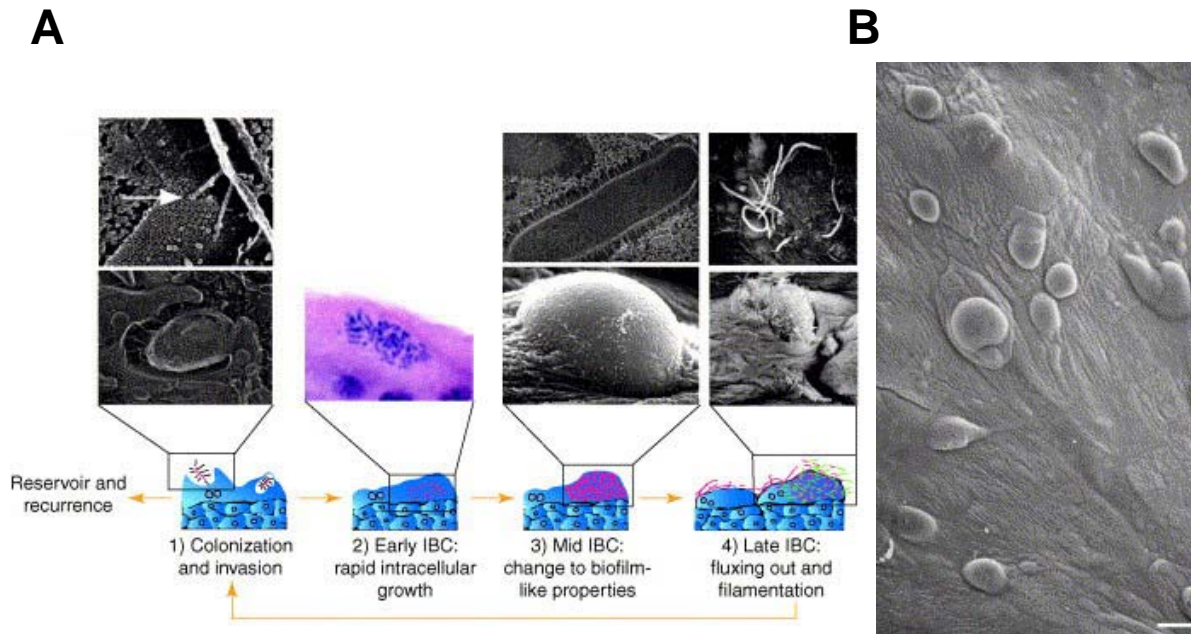 A
B
Reservoir and
recurrence
1) Colonization
and invasion
2) Early IBC:
rapid intracellular
growth
3) Mid IBC:
change to biofilm-
like properties
4) Late IBC:
fluxing out and
filamentation